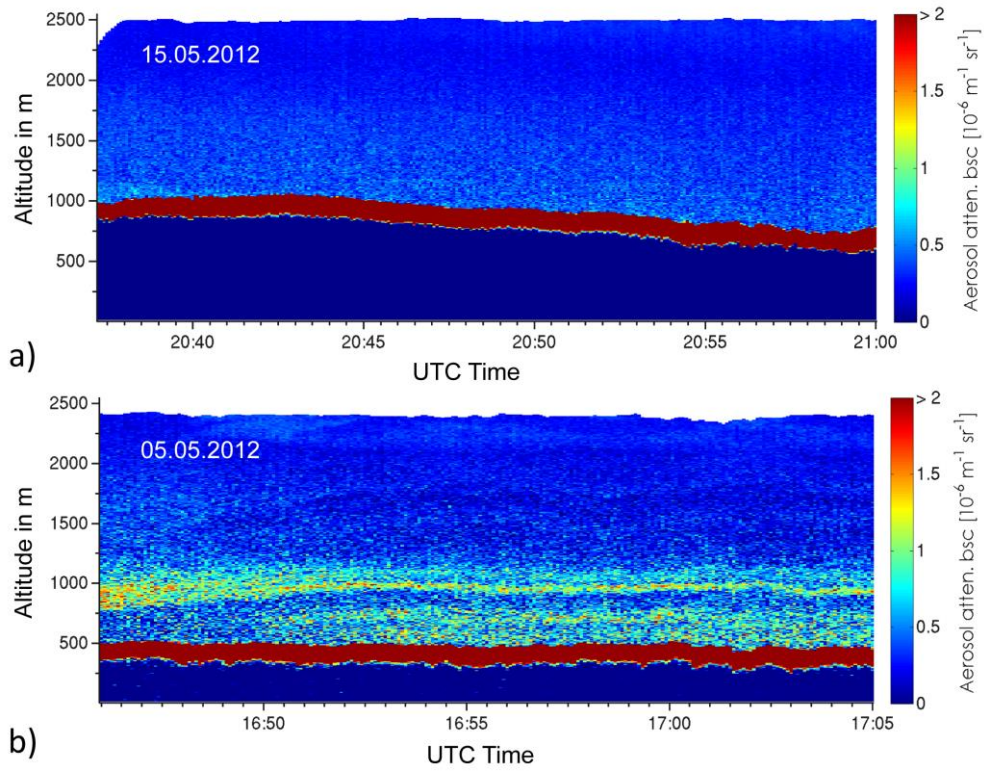 2500
2000
1500
1000
500
Altitude in m
15.05.2012
20:40 20:45 20:50 20:55 21:00
UTC Time
> 2
1.5
1
0.5
0
Aerosol atten. bsc [10⁻⁶ m⁻¹ sr⁻¹]
a)
2500
2000
1500
1000
500
Altitude in m
05.05.2012
16:50 16:55 17:00 17:05
UTC Time
> 2
1.5
1
0.5
0
Aerosol atten. bsc [10⁻⁶ m⁻¹ sr⁻¹]
b)